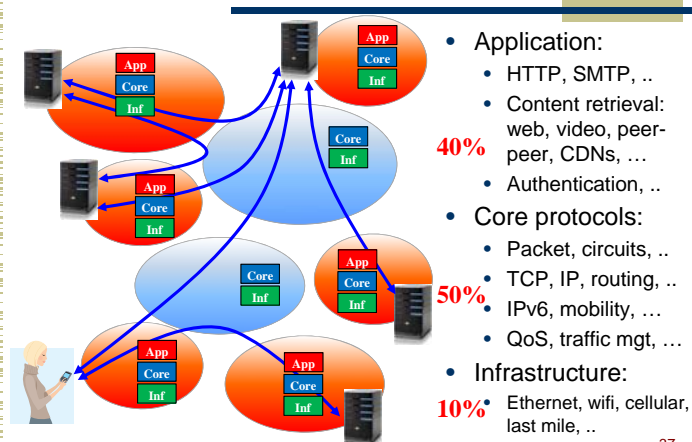 App
Core
Inf
App
Core
Inf
Core
Inf
App
Core
Inf
Core
Inf
App
Core
Inf
App
Core
Inf
App
Core
Inf
• Application:
• HTTP, SMTP, ..
• Content retrieval:
web, video, peer-
peer, CDNs, …
40%
• Authentication, ..
• Core protocols:
• Packet, circuits, ..
• TCP, IP, routing, ..
50%
• IPv6, mobility, …
• QoS, traffic mgt, …
• Infrastructure:
10%
• Ethernet, wifi, cellular,
last mile, ..